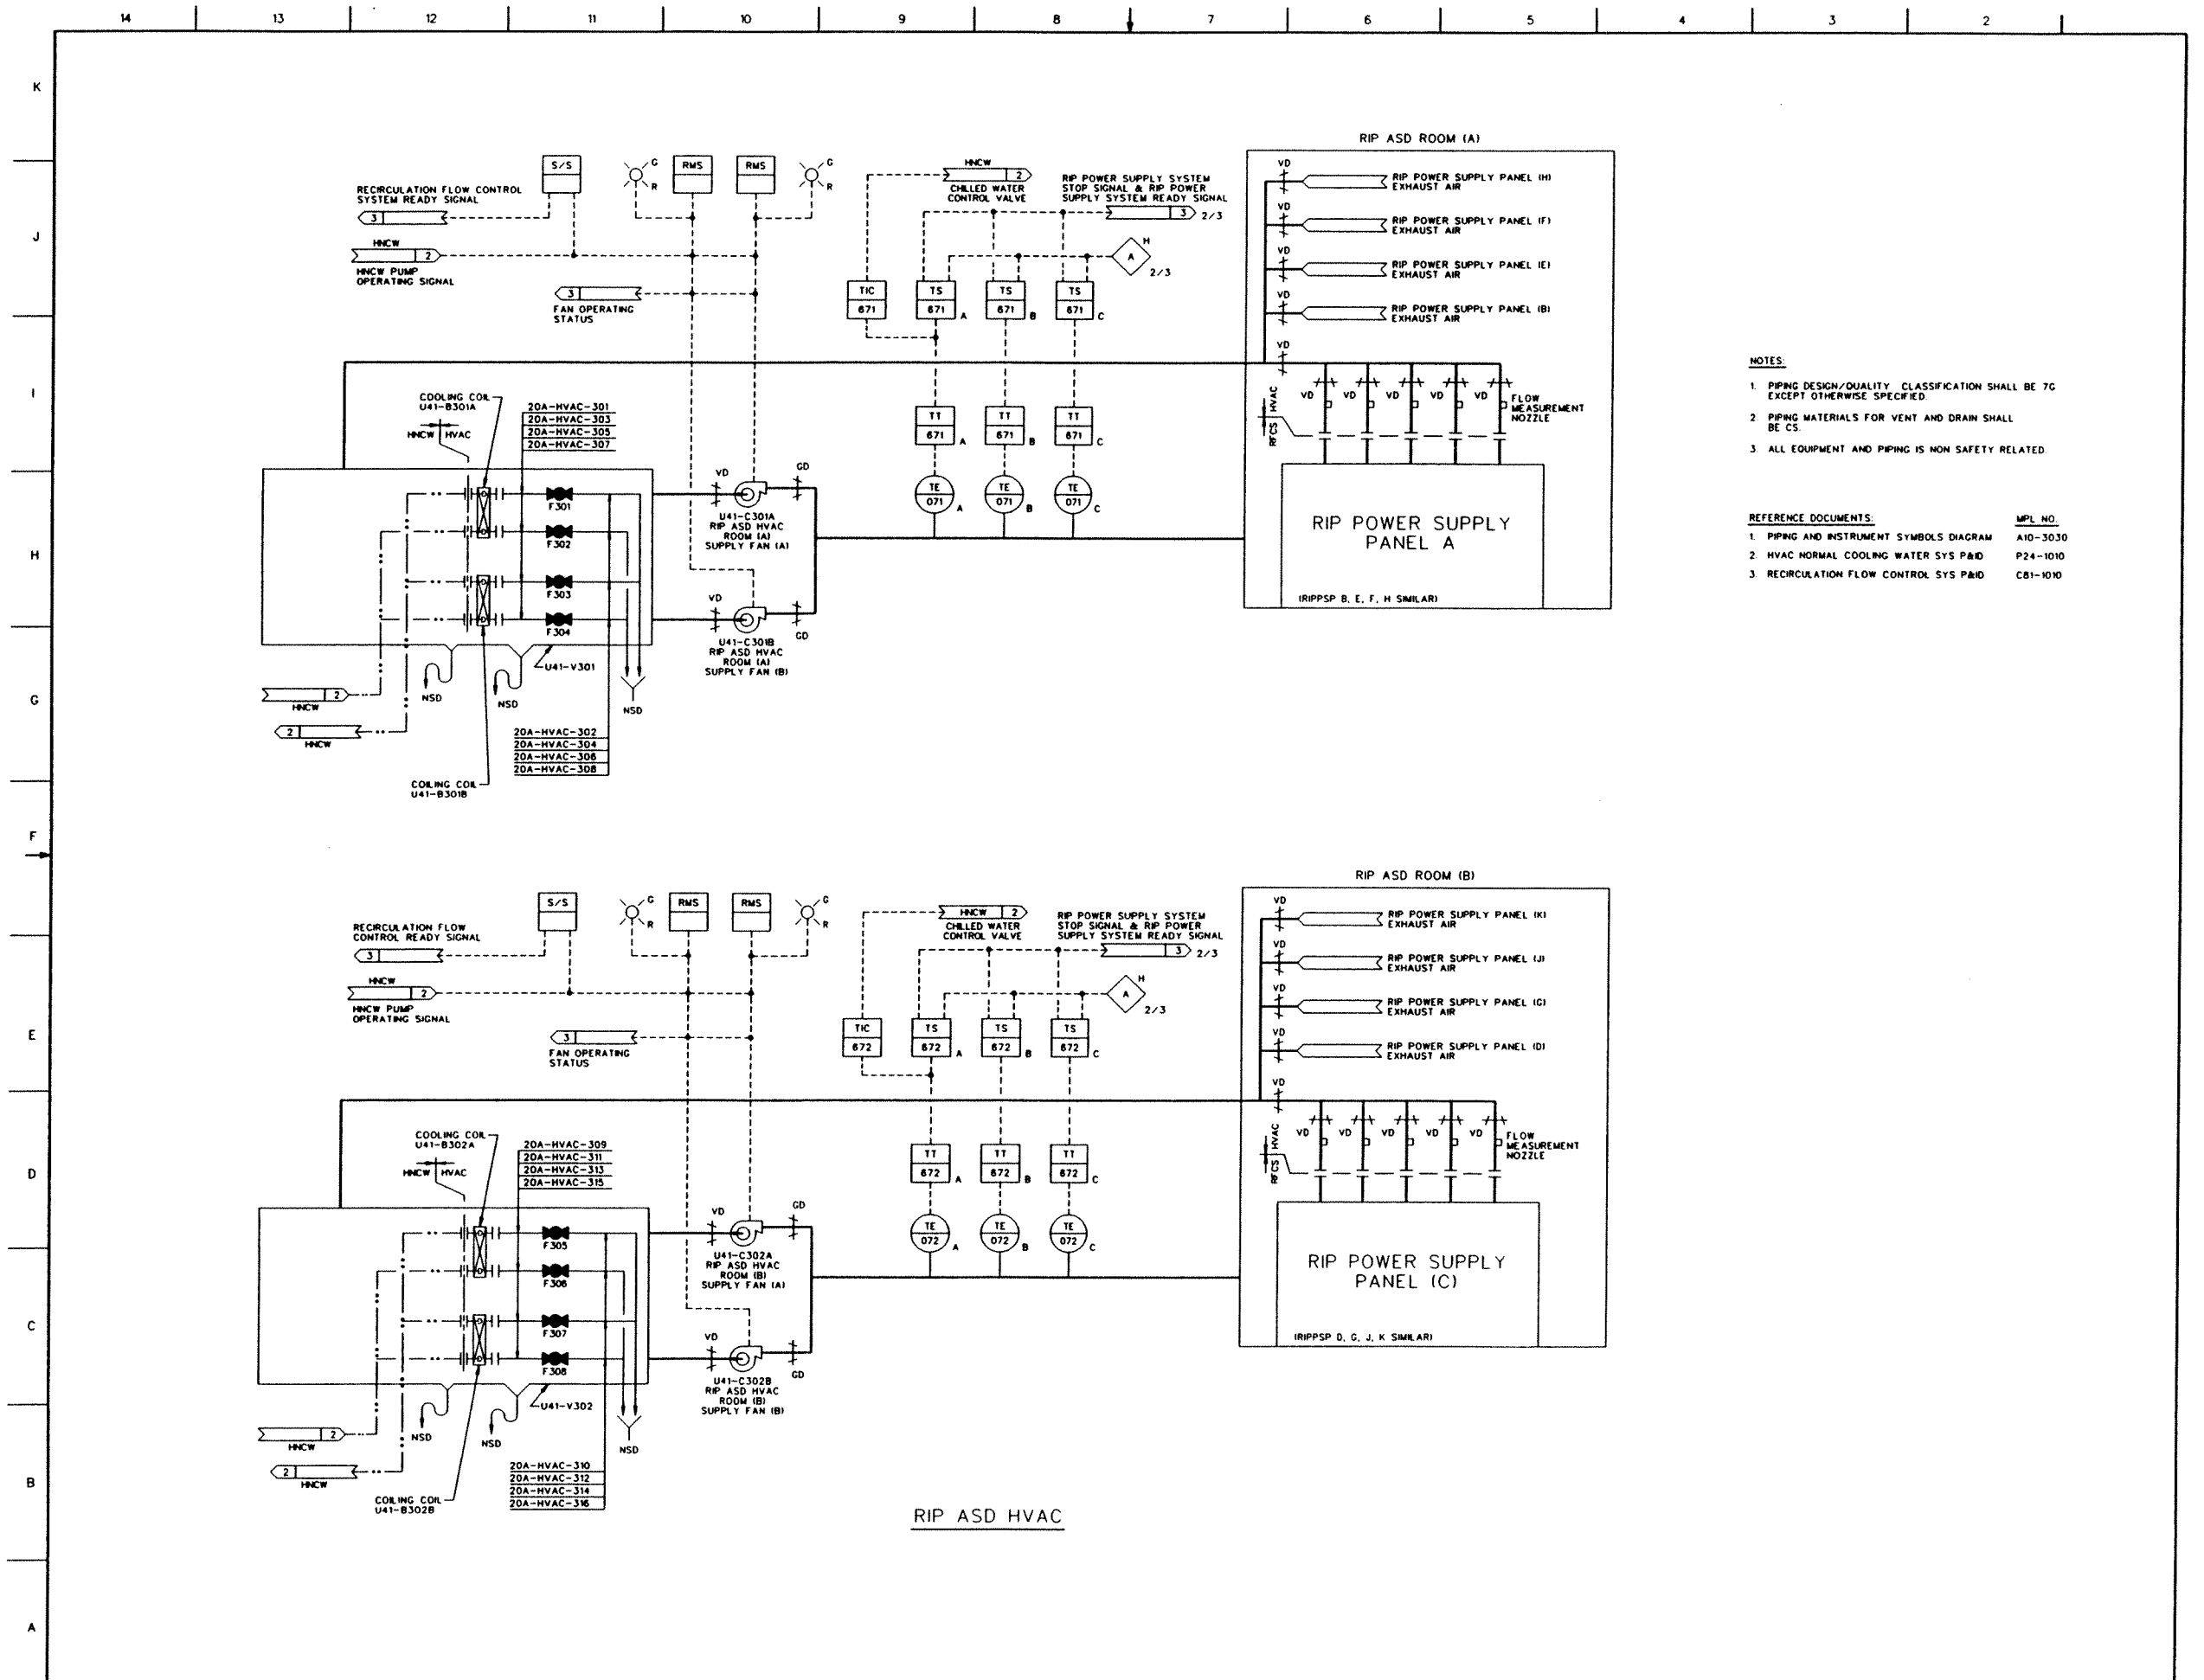 14 13 12 11 10 9 8 7 6 5 4 3 2
K
J
I
H
G
F
E
D
C
B
A
RIP ASD ROOM (A)
S/S
G
R
RMS
RMS
G
R
RECIRCULATION FLOW CONTROL
SYSTEM READY SIGNAL
3
HNCW
2
HNCW PUMP
OPERATING SIGNAL
3
FAN OPERATING
STATUS
HNCW
2
CHILLED WATER
CONTROL VALVE
RIP POWER SUPPLY SYSTEM
STOP SIGNAL & RIP POWER
SUPPLY SYSTEM READY SIGNAL
3 2/3
H
A
2/3
TIC
671
TS
671
A
TS
671
B
TS
671
C
TT
671
A
TT
671
B
TT
671
C
TE
071
A
TE
071
B
TE
071
C
VD
RIP POWER SUPPLY PANEL (H)
EXHAUST AIR
VD
RIP POWER SUPPLY PANEL (F)
EXHAUST AIR
VD
RIP POWER SUPPLY PANEL (E)
EXHAUST AIR
VD
RIP POWER SUPPLY PANEL (B)
EXHAUST AIR
VD
RFCS HVAC
VD VD VD VD VD
FLOW
MEASUREMENT
NOZZLE
RIP POWER SUPPLY
PANEL A
(RIPPSP B, E, F, H SIMILAR)
COOLING COIL
U41-B301A
HNCW HVAC
20A-HVAC-301
20A-HVAC-303
20A-HVAC-305
20A-HVAC-307
F301
F302
F303
F304
VD
GD
U41-C301A
RIP ASD HVAC
ROOM (A)
SUPPLY FAN (A)
VD
GD
U41-C301B
RIP ASD HVAC
ROOM (A)
SUPPLY FAN (B)
U41-V301
NSD
NSD
NSD
2
HNCW
2
HNCW
20A-HVAC-302
20A-HVAC-304
20A-HVAC-306
20A-HVAC-308
COILING COIL
U41-B301B
NOTES:
1. PIPING DESIGN/QUALITY CLASSIFICATION SHALL BE 7G
EXCEPT OTHERWISE SPECIFIED.
2. PIPING MATERIALS FOR VENT AND DRAIN SHALL
BE CS.
3. ALL EQUIPMENT AND PIPING IS NON SAFETY RELATED.
REFERENCE DOCUMENTS: MPL NO.
1. PIPING AND INSTRUMENT SYMBOLS DIAGRAM A10-3030
2. HVAC NORMAL COOLING WATER SYS P&ID P24-1010
3. RECIRCULATION FLOW CONTROL SYS P&ID C81-1010
RIP ASD ROOM (B)
S/S
G
R
RMS
RMS
G
R
RECIRCULATION FLOW
CONTROL READY SIGNAL
3
HNCW
2
HNCW PUMP
OPERATING SIGNAL
3
FAN OPERATING
STATUS
HNCW 2
CHILLED WATER
CONTROL VALVE
RIP POWER SUPPLY SYSTEM
STOP SIGNAL & RIP POWER
SUPPLY SYSTEM READY SIGNAL
3 2/3
H
A
2/3
TIC
672
TS
672
A
TS
672
B
TS
672
C
TT
672
A
TT
672
B
TT
672
C
TE
072
A
TE
072
B
TE
072
C
VD
RIP POWER SUPPLY PANEL (K)
EXHAUST AIR
VD
RIP POWER SUPPLY PANEL (J)
EXHAUST AIR
VD
RIP POWER SUPPLY PANEL (G)
EXHAUST AIR
VD
RIP POWER SUPPLY PANEL (D)
EXHAUST AIR
VD
RFCS HVAC
VD VD VD VD VD
FLOW
MEASUREMENT
NOZZLE
RIP POWER SUPPLY
PANEL (C)
(RIPPSP D, G, J, K SIMILAR)
COOLING COIL
U41-B302A
HNCW HVAC
20A-HVAC-309
20A-HVAC-311
20A-HVAC-313
20A-HVAC-315
F305
F306
F307
F308
VD
GD
U41-C302A
RIP ASD HVAC
ROOM (B)
SUPPLY FAN (A)
VD
GD
U41-C302B
RIP ASD HVAC
ROOM (B)
SUPPLY FAN (B)
U41-V302
NSD
NSD
NSD
2
HNCW
2
HNCW
20A-HVAC-310
20A-HVAC-312
20A-HVAC-314
20A-HVAC-316
COILING COIL
U41-B302B
RIP ASD HVAC